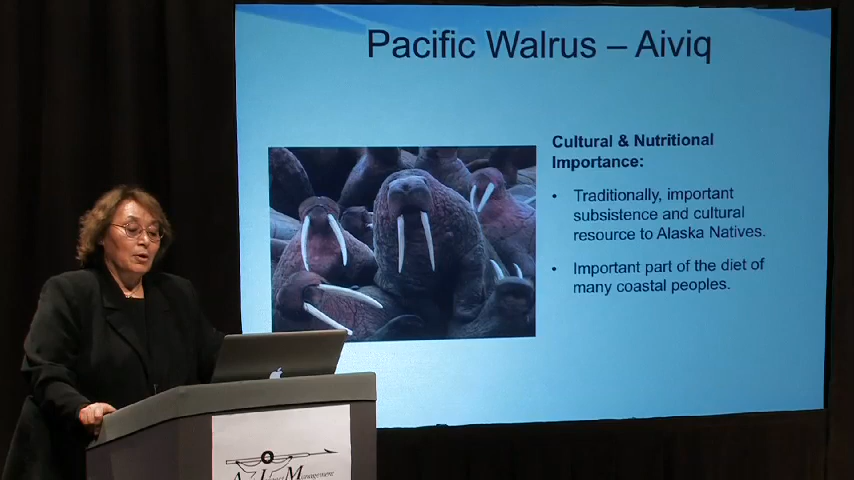 Pacific Walrus – Aiviq
Cultural & Nutritional
Importance:
• Traditionally, important
subsistence and cultural
resource to Alaska Natives.
• Important part of the diet of
many coastal peoples.
Management